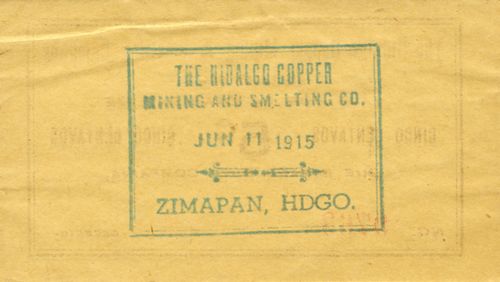 THE HIDALGO COPPER
MINING AND SMELTING CO.
JUN 11 1915
ZIMAPAN, HDGO.